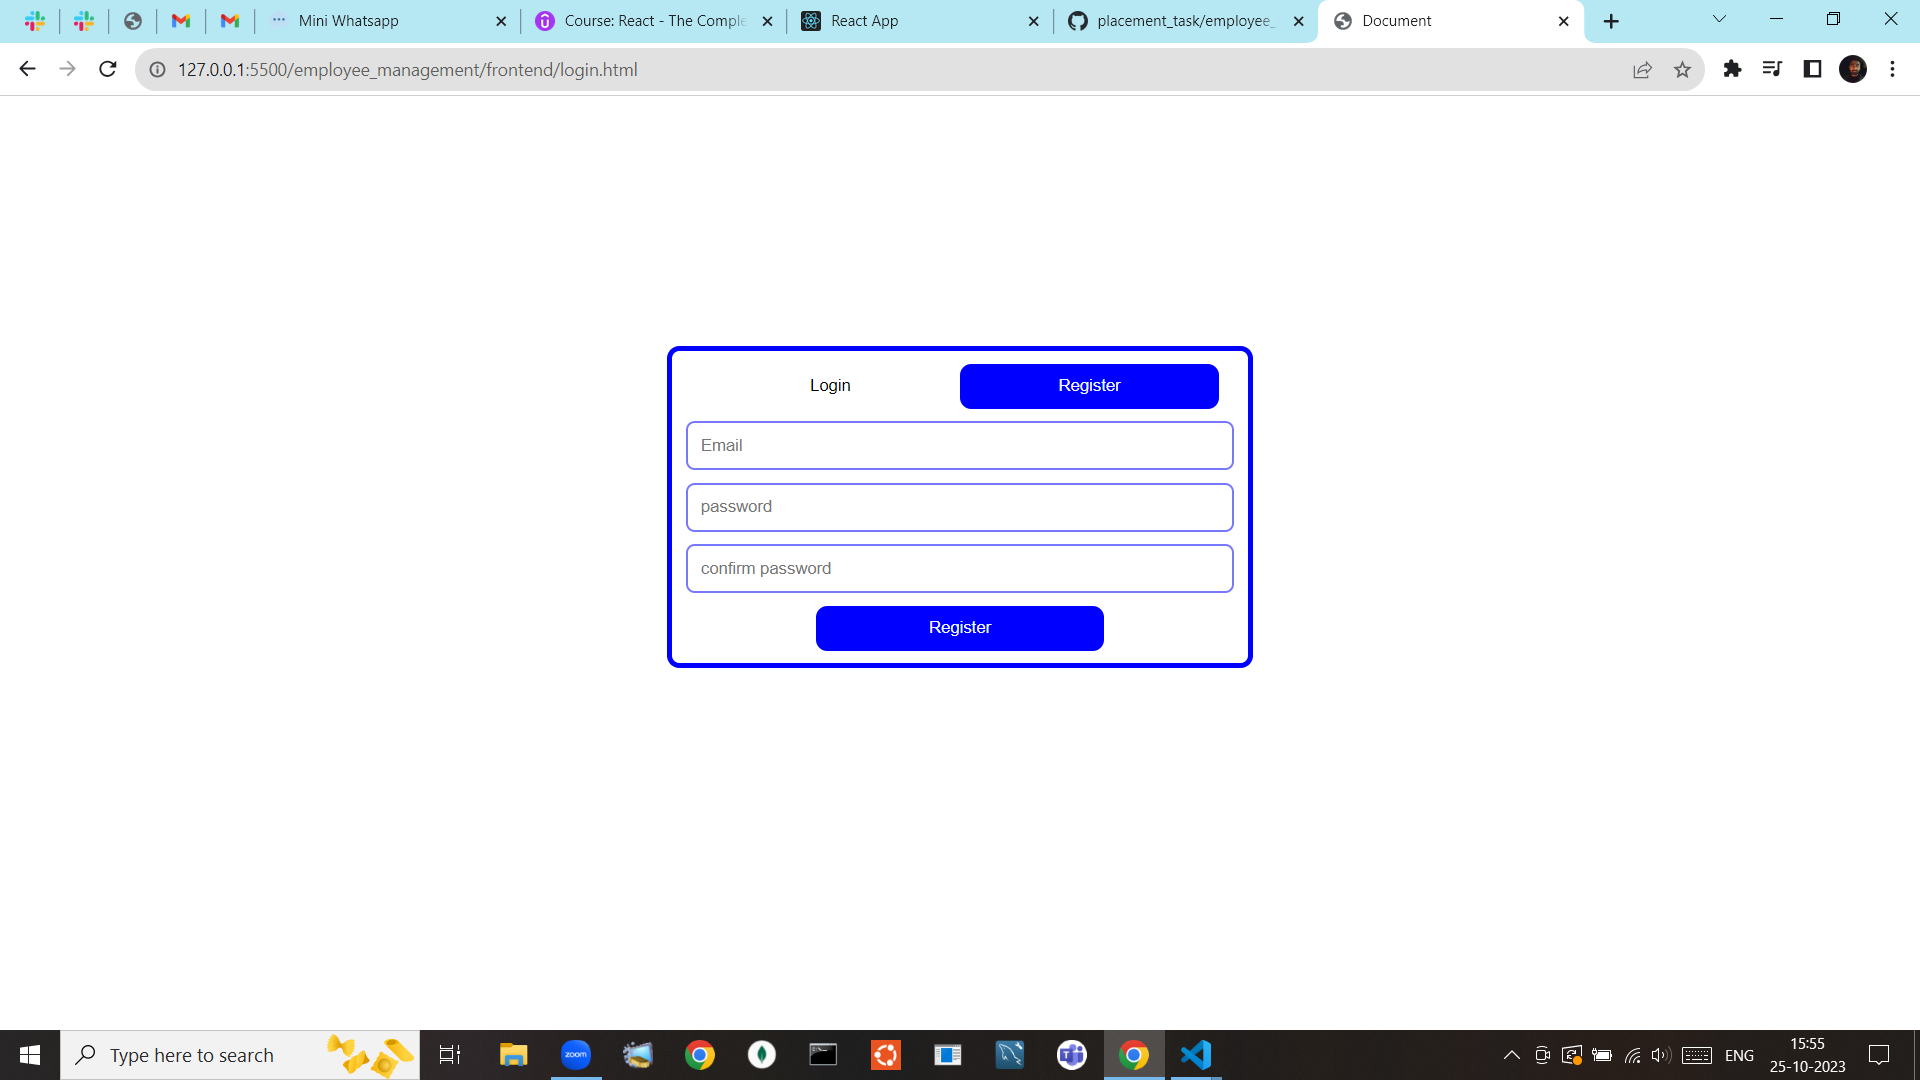 Mini Whatsapp
Course: React - The Comple
React App
placement_task/employee_
Document
127.0.0.1:5500/employee_management/frontend/login.html
Login
Register
Email
password
confirm password
Register
Type here to search
zoom
ENG
15:55
25-10-2023